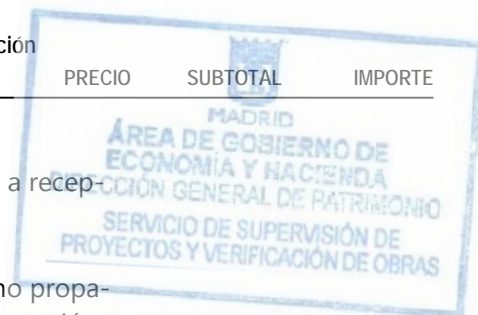 ción
PRECIO SUBTOTAL IMPORTE
MADRID
ÁREA DE GOBIERNO DE
ECONOMÍA Y HACIENDA
a recep-
DIRECCIÓN GENERAL DE PATRIMONIO
SERVICIO DE SUPERVISIÓN DE
PROYECTOS Y VERIFICACIÓN DE OBRAS
no propa-